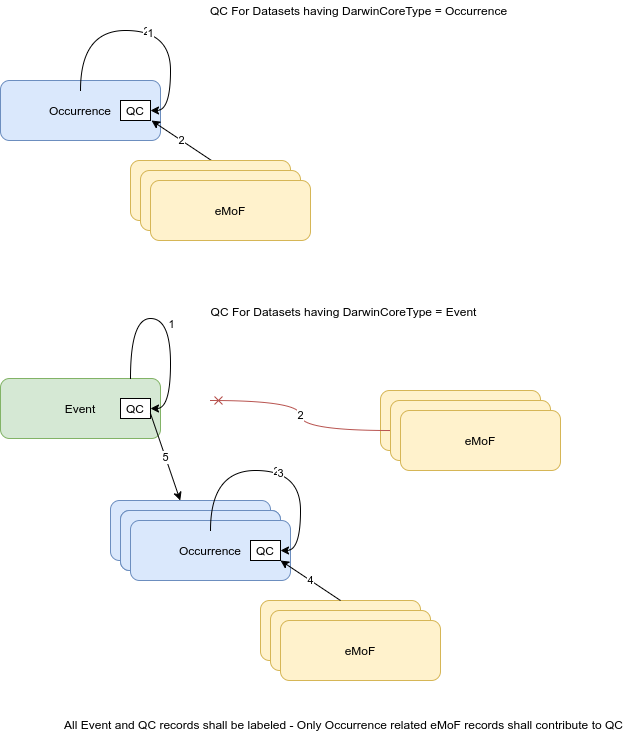 QC For Datasets having DarwinCoreType = Occurrence
1
Occurrence
QC
2
eMoF
QC For Datasets having DarwinCoreType = Event
1
Event
QC
2
eMoF
5
3
Occurrence
QC
4
eMoF
All Event and QC records shall be labeled - Only Occurrence related eMoF records shall contribute to QC